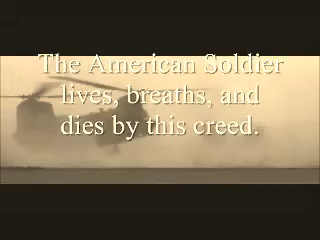 The American Soldier
lives, breaths, and
dies by this creed.